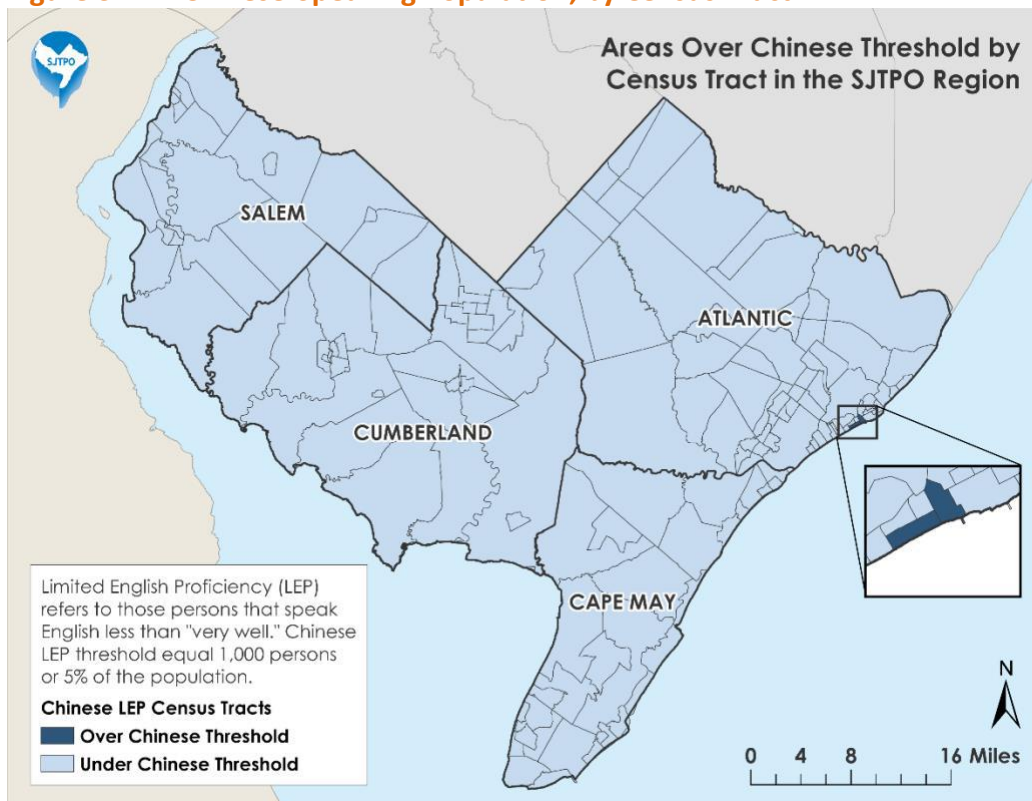 SJTPO
Areas Over Chinese Threshold by
Census Tract in the SJTPO Region
SALEM
ATLANTIC
CUMBERLAND
CAPE MAY
Limited English Proficiency (LEP)
refers to those persons that speak
English less than "very well." Chinese
LEP threshold equal 1,000 persons
or 5% of the population.
Chinese LEP Census Tracts
Over Chinese Threshold
Under Chinese Threshold
N
0 4 8 16 Miles